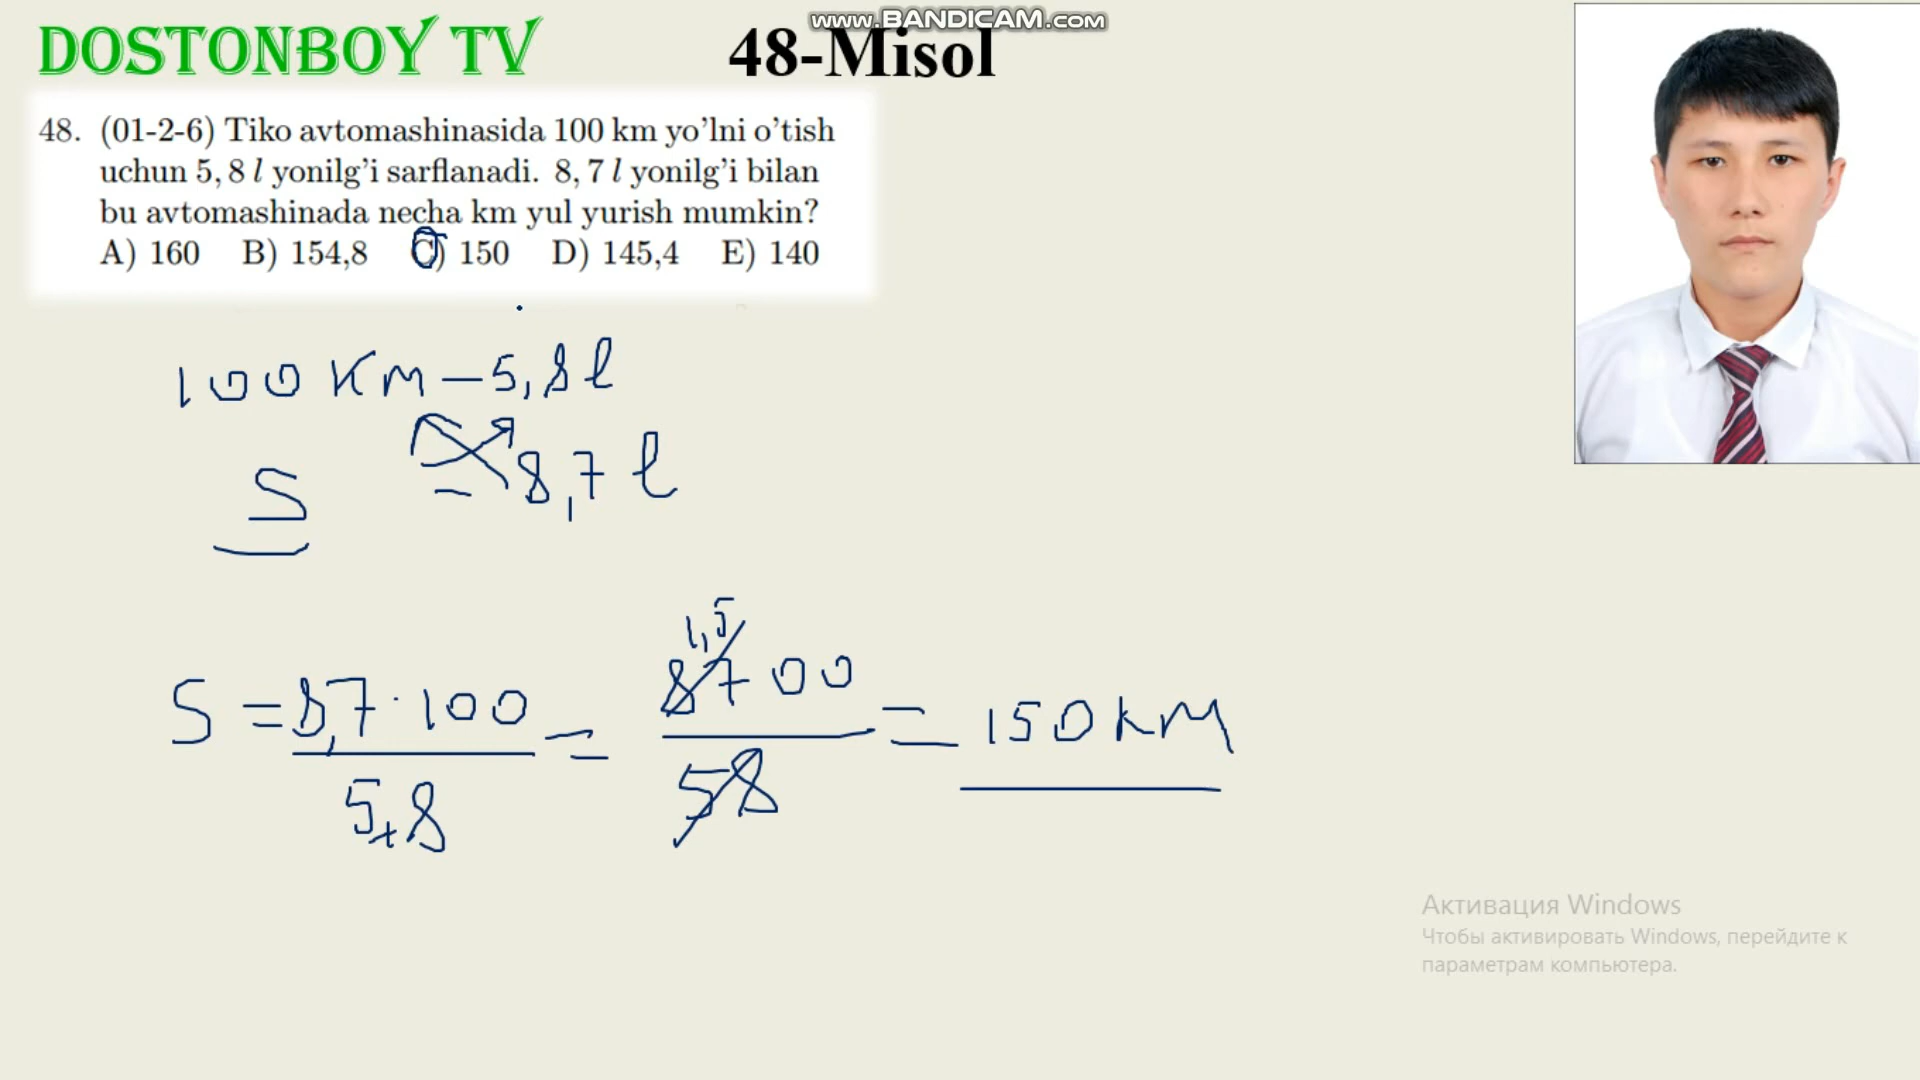 www.BANDICAM.com
DOSTONBOY TV
48-Misol
48. (01-2-6) Tiko avtomashinasida 100 km yo'lni o'tish
uchun 5, 8 l yonilg'i sarflanadi. 8, 7 l yonilg'i bilan
bu avtomashinada necha km yul yurish mumkin?
A) 160 B) 154,8 C) 150 D) 145,4 E) 140
100 Km – 5,8 l
S – 8,7 l
S = 8,7 · 100 / 5,8 = 8700 / 58 = 150 km
1,5
Активация Windows
Чтобы активировать Windows, перейдите к
параметрам компьютера.